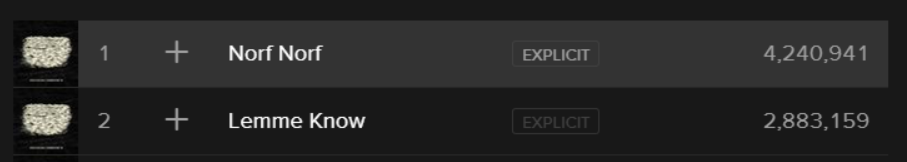 1 + Norf Norf EXPLICIT 4,240,941
2 + Lemme Know EXPLICIT 2,883,159